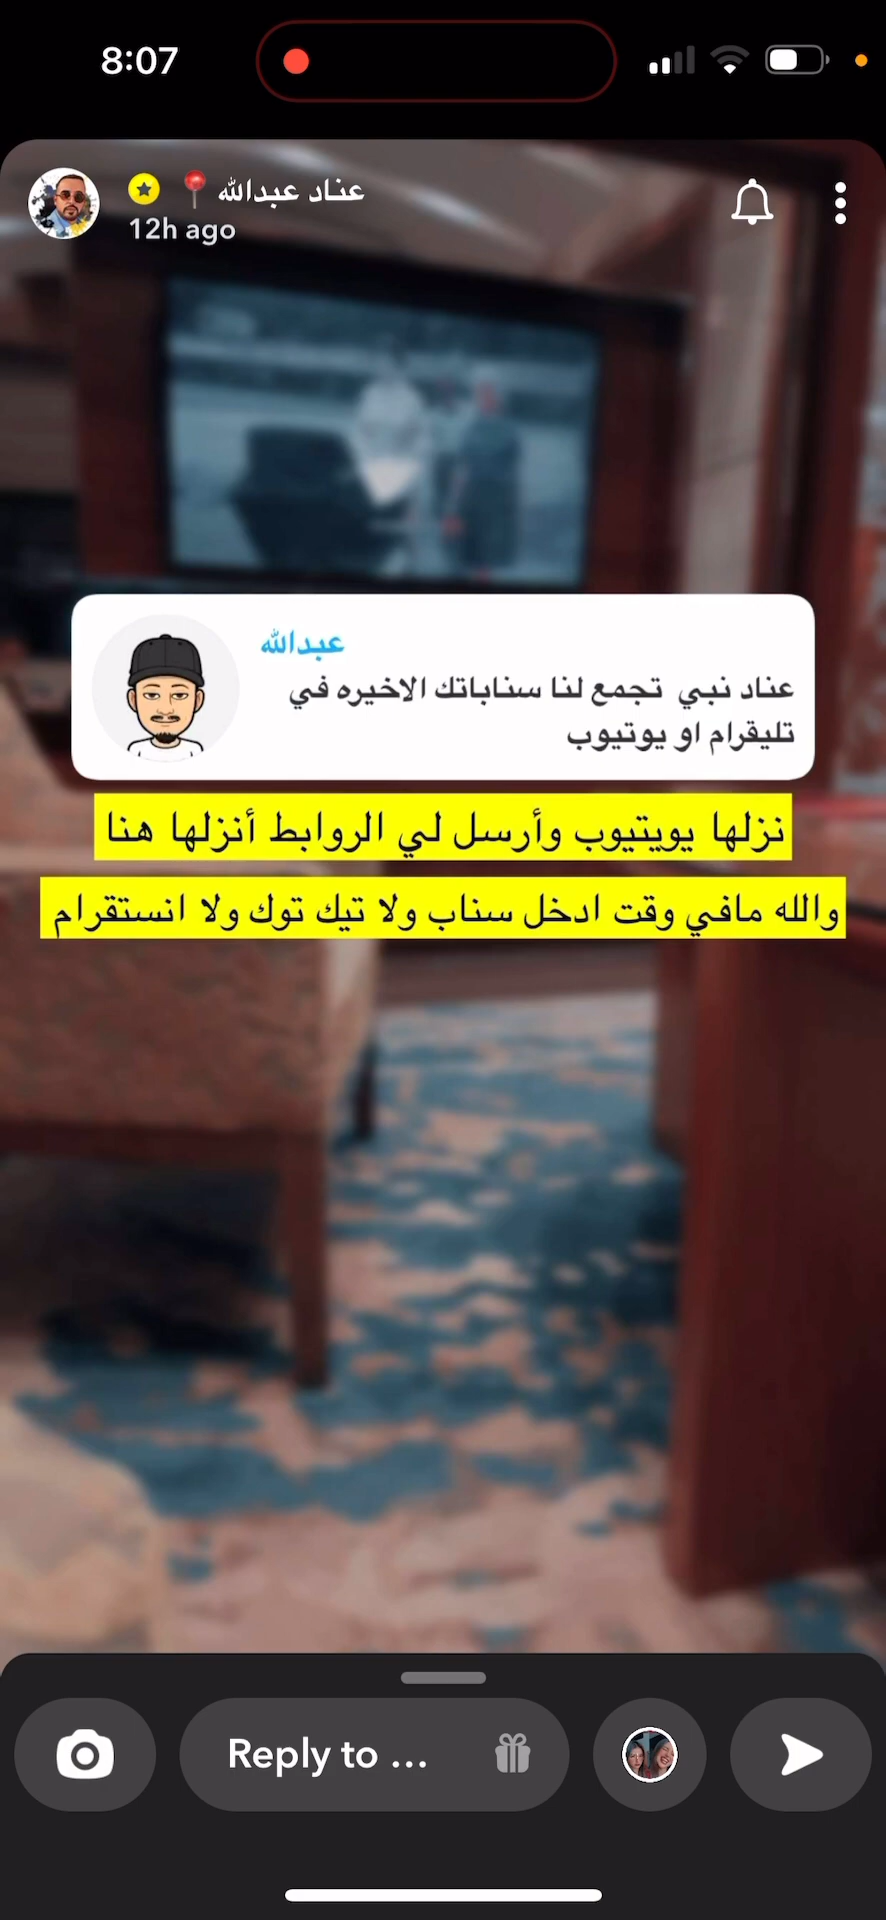 8:07
عناد عبدالله
12h ago
عبدالله
عناد نبي تجمع لنا سناباتك الاخيره في
تليقرام او يوتيوب
نزلها يويتيوب وأرسل لي الروابط أنزلها هنا
والله مافي وقت ادخل سناب ولا تيك توك ولا انستقرام
Reply to ...